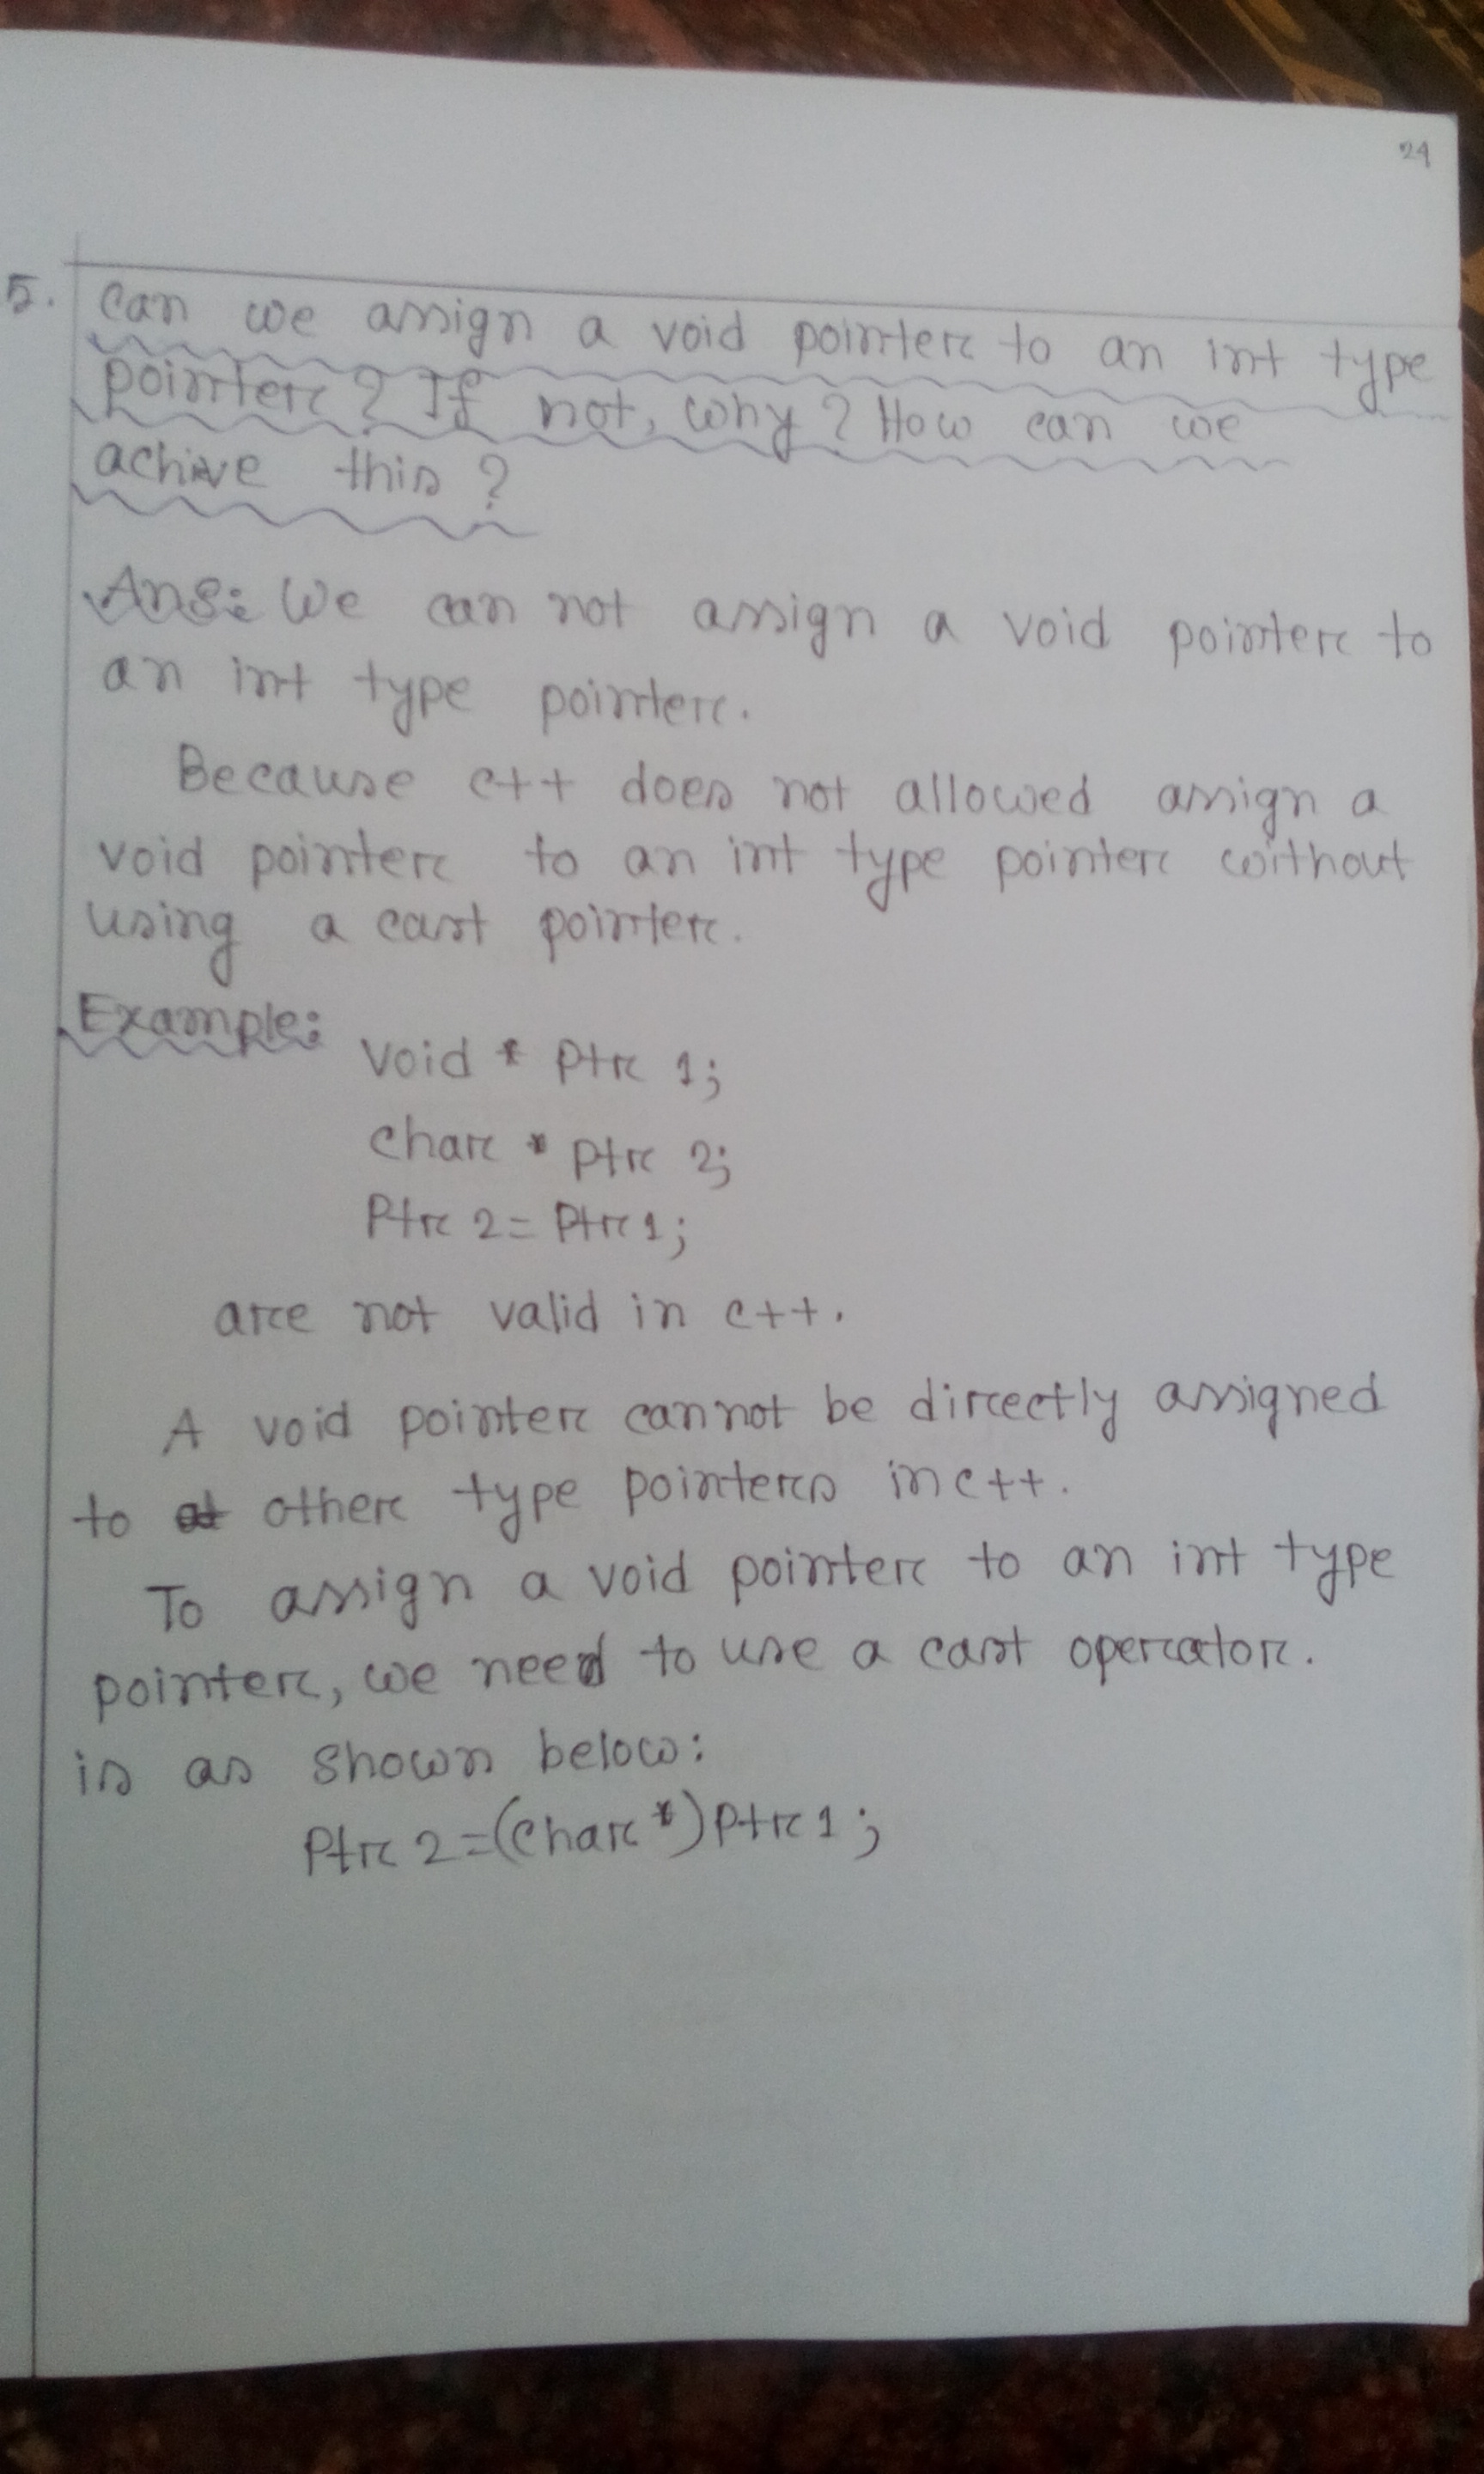 24
5. can we assign a void pointer to an int type
pointer? If not, why? How can we
achive this?
Ans: We can not assign a void pointer to
an int type pointer.
Because c++ does not allowed assign a
void pointer to an int type pointer without
using a cast pointer.
Example:
void * ptr 1;
char * ptr 2;
Ptr 2 = Ptr 1;
are not valid in c++.
A void pointer cannot be directly assigned
to other type pointers in c++.
To assign a void pointer to an int type
pointer, we need to use a cast operator.
is as shown below:
Ptr 2 = (char *) Ptr 1;